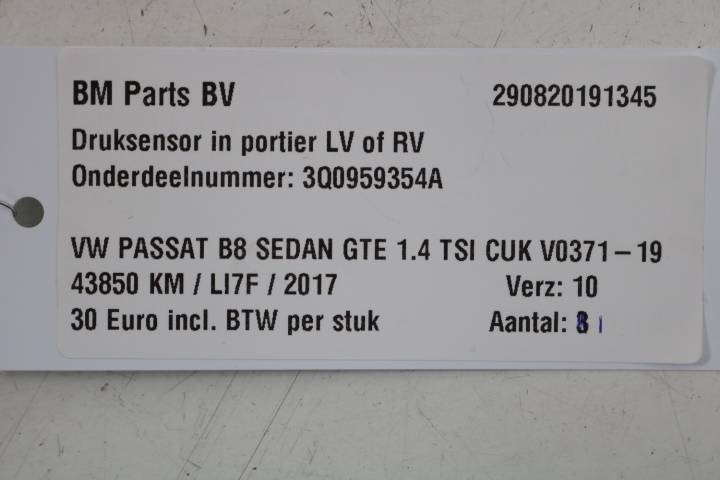 BM Parts BV 290820191345
Druksensor in portier LV of RV
Onderdeelnummer: 3Q0959354A
VW PASSAT B8 SEDAN GTE 1.4 TSI CUK V0371-19
43850 KM / LI7F / 2017 Verz: 10
30 Euro incl. BTW per stuk Aantal: 1